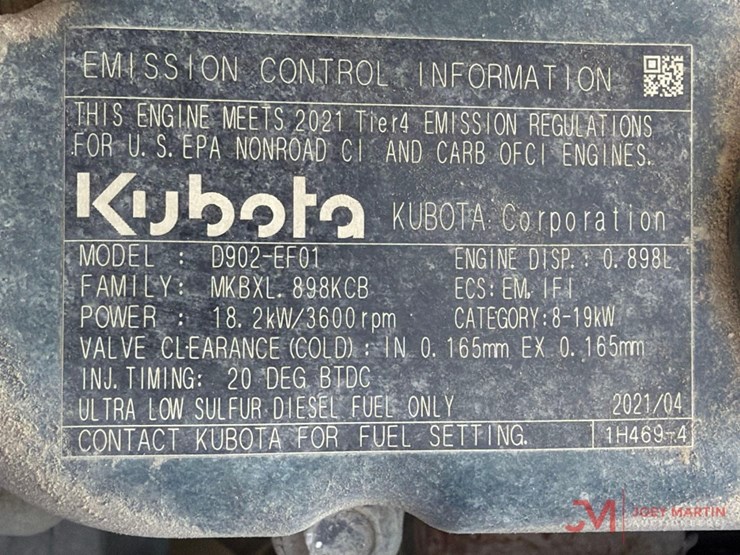 EMISSION CONTROL INFORMATION
THIS ENGINE MEETS 2021 Tier4 EMISSION REGULATIONS
FOR U.S. EPA NONROAD CI AND CARB OFCI ENGINES.
Kubota KUBOTA Corporation
MODEL : D902-EF01 ENGINE DISP.: 0.898L
FAMILY: MKBXL.898KCB ECS: EM, IFI
POWER : 18.2kW/3600rpm CATEGORY:8-19kW
VALVE CLEARANCE (COLD) : IN 0.165mm EX 0.165mm
INJ. TIMING: 20 DEG BTDC
ULTRA LOW SULFUR DIESEL FUEL ONLY 2021/04
CONTACT KUBOTA FOR FUEL SETTING. 1H469-4
JM JOEY MARTIN
AUCTIONEERS